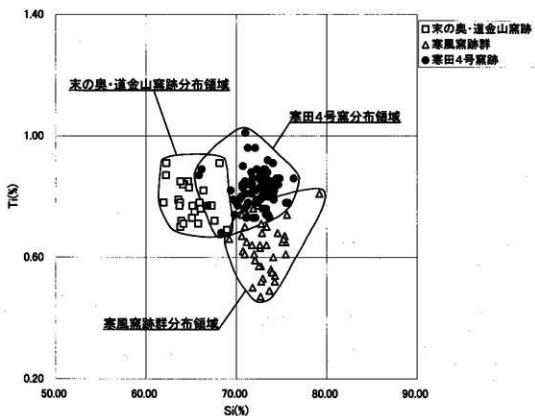 □末の奥・道金山窯跡
△寒風窯跡群
●寒田4号窯跡
末の奥・道金山窯跡分布領域
寒田4号窯分布領域
寒風窯跡群分布領域
Ti(%)
1.40
1.00
0.60
0.20
50.00 60.00 70.00 80.00 90.00
Si(%)